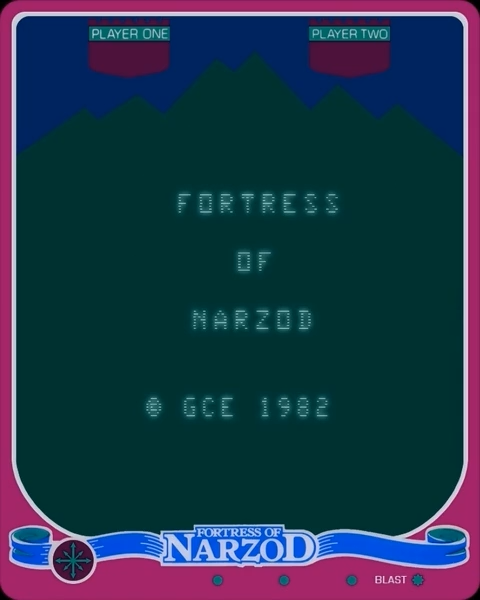 PLAYER ONE
PLAYER TWO
FORTRESS
OF
NARZOD
© GCE 1982
FORTRESS OF
NARZOD
BLAST